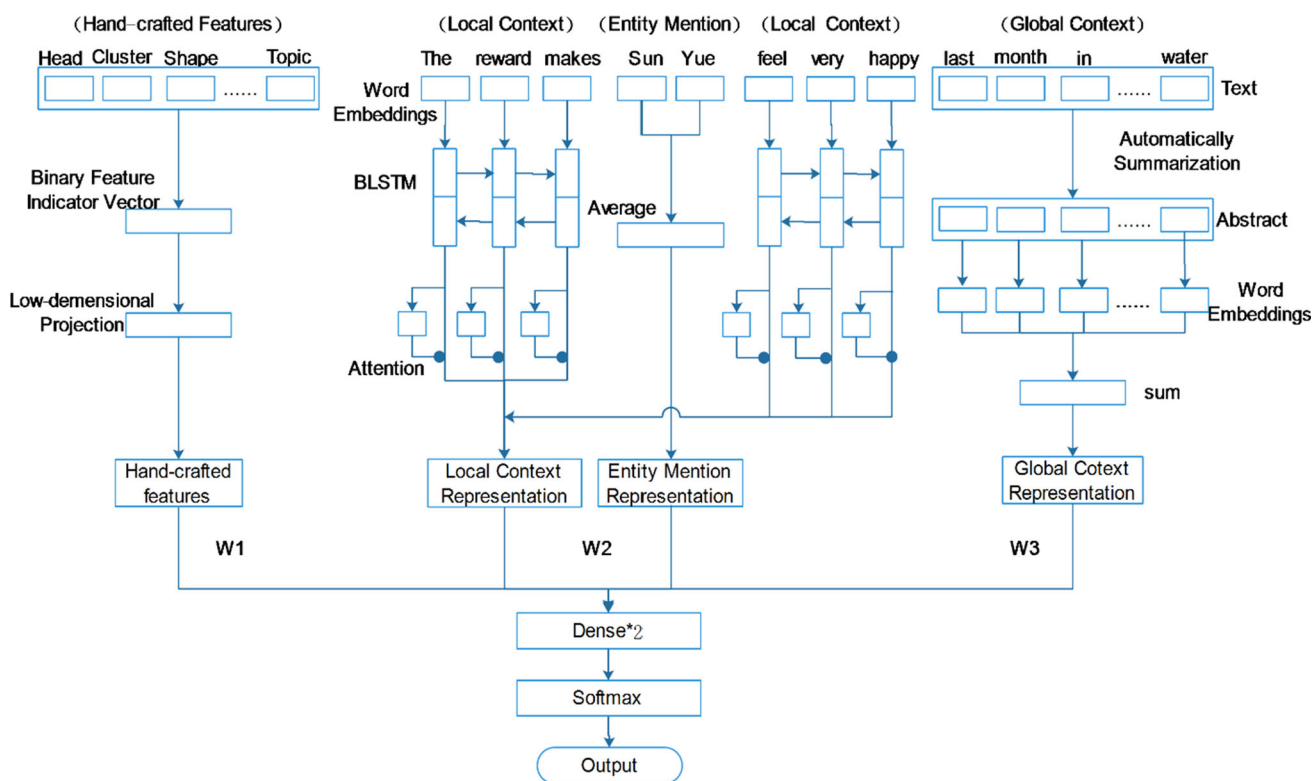 (Hand-crafted Features)
(Local Context)
(Entity Mention)
(Local Context)
(Global Context)
Head Cluster Shape Topic
The reward makes
Sun Yue
feel very happy
last month in water
......
......
Text
Word
Embeddings
Automatically
Summarization
Binary Feature
Indicator Vector
BLSTM
Average
......
Abstract
Low-demensional
Projection
......
Word
Embeddings
Attention
sum
Hand-crafted
features
Local Context
Representation
Entity Mention
Representation
Global Cotext
Representation
W1
W2
W3
Dense*2
Softmax
Output